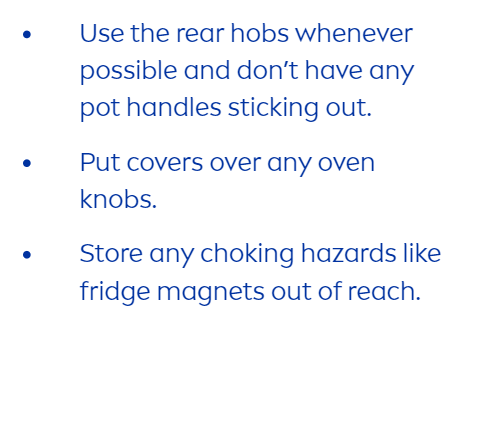 • Use the rear hobs whenever
possible and don’t have any
pot handles sticking out.
• Put covers over any oven
knobs.
• Store any choking hazards like
fridge magnets out of reach.